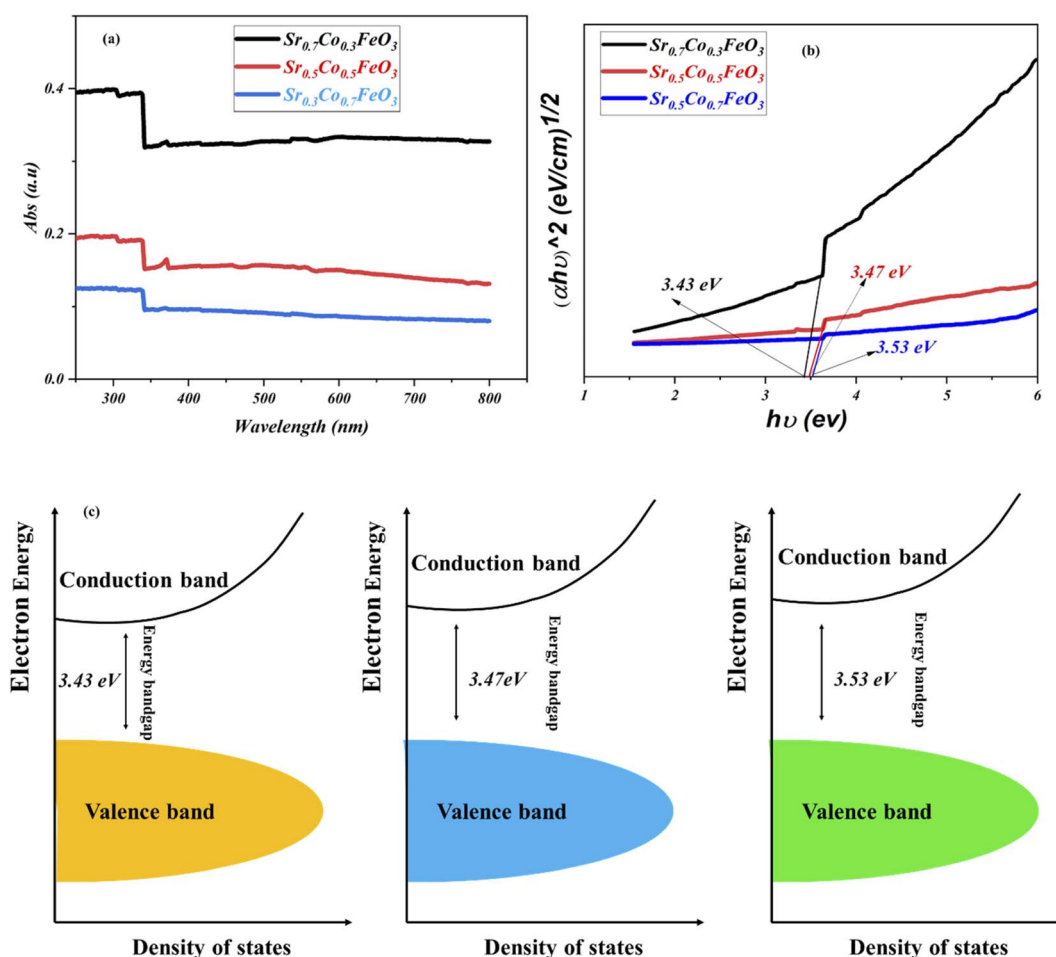 (a)
Sr0.7Co0.3FeO3
Sr0.5Co0.5FeO3
Sr0.3Co0.7FeO3
0.4
0.2
0.0
Abs (a.u)
300 400 500 600 700 800
Wavelength (nm)
(b)
Sr0.7Co0.3FeO3
Sr0.5Co0.5FeO3
Sr0.5Co0.7FeO3
(αhυ)^2 (eV/cm)1/2
3.43 eV
3.47 eV
3.53 eV
1 2 3 4 5 6
hυ (ev)
(c)
Electron Energy
Conduction band
3.43 eV
Energy bandgap
Valence band
Density of states
Electron Energy
Conduction band
3.47eV
Energy bandgap
Valence band
Density of states
Electron Energy
Conduction band
3.53 eV
Energy bandgap
Valence band
Density of states